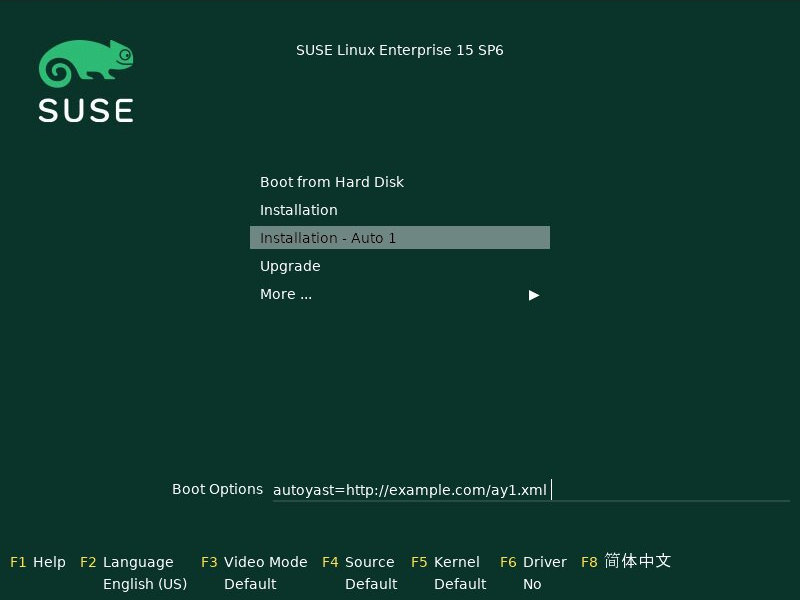 SUSE Linux Enterprise 15 SP6
SUSE
Boot from Hard Disk
Installation
Installation - Auto 1
Upgrade
More ...
Boot Options autoyast=http://example.com/ay1.xml
F1 Help F2 Language F3 Video Mode F4 Source F5 Kernel F6 Driver F8 简体中文
English (US) Default Default Default No